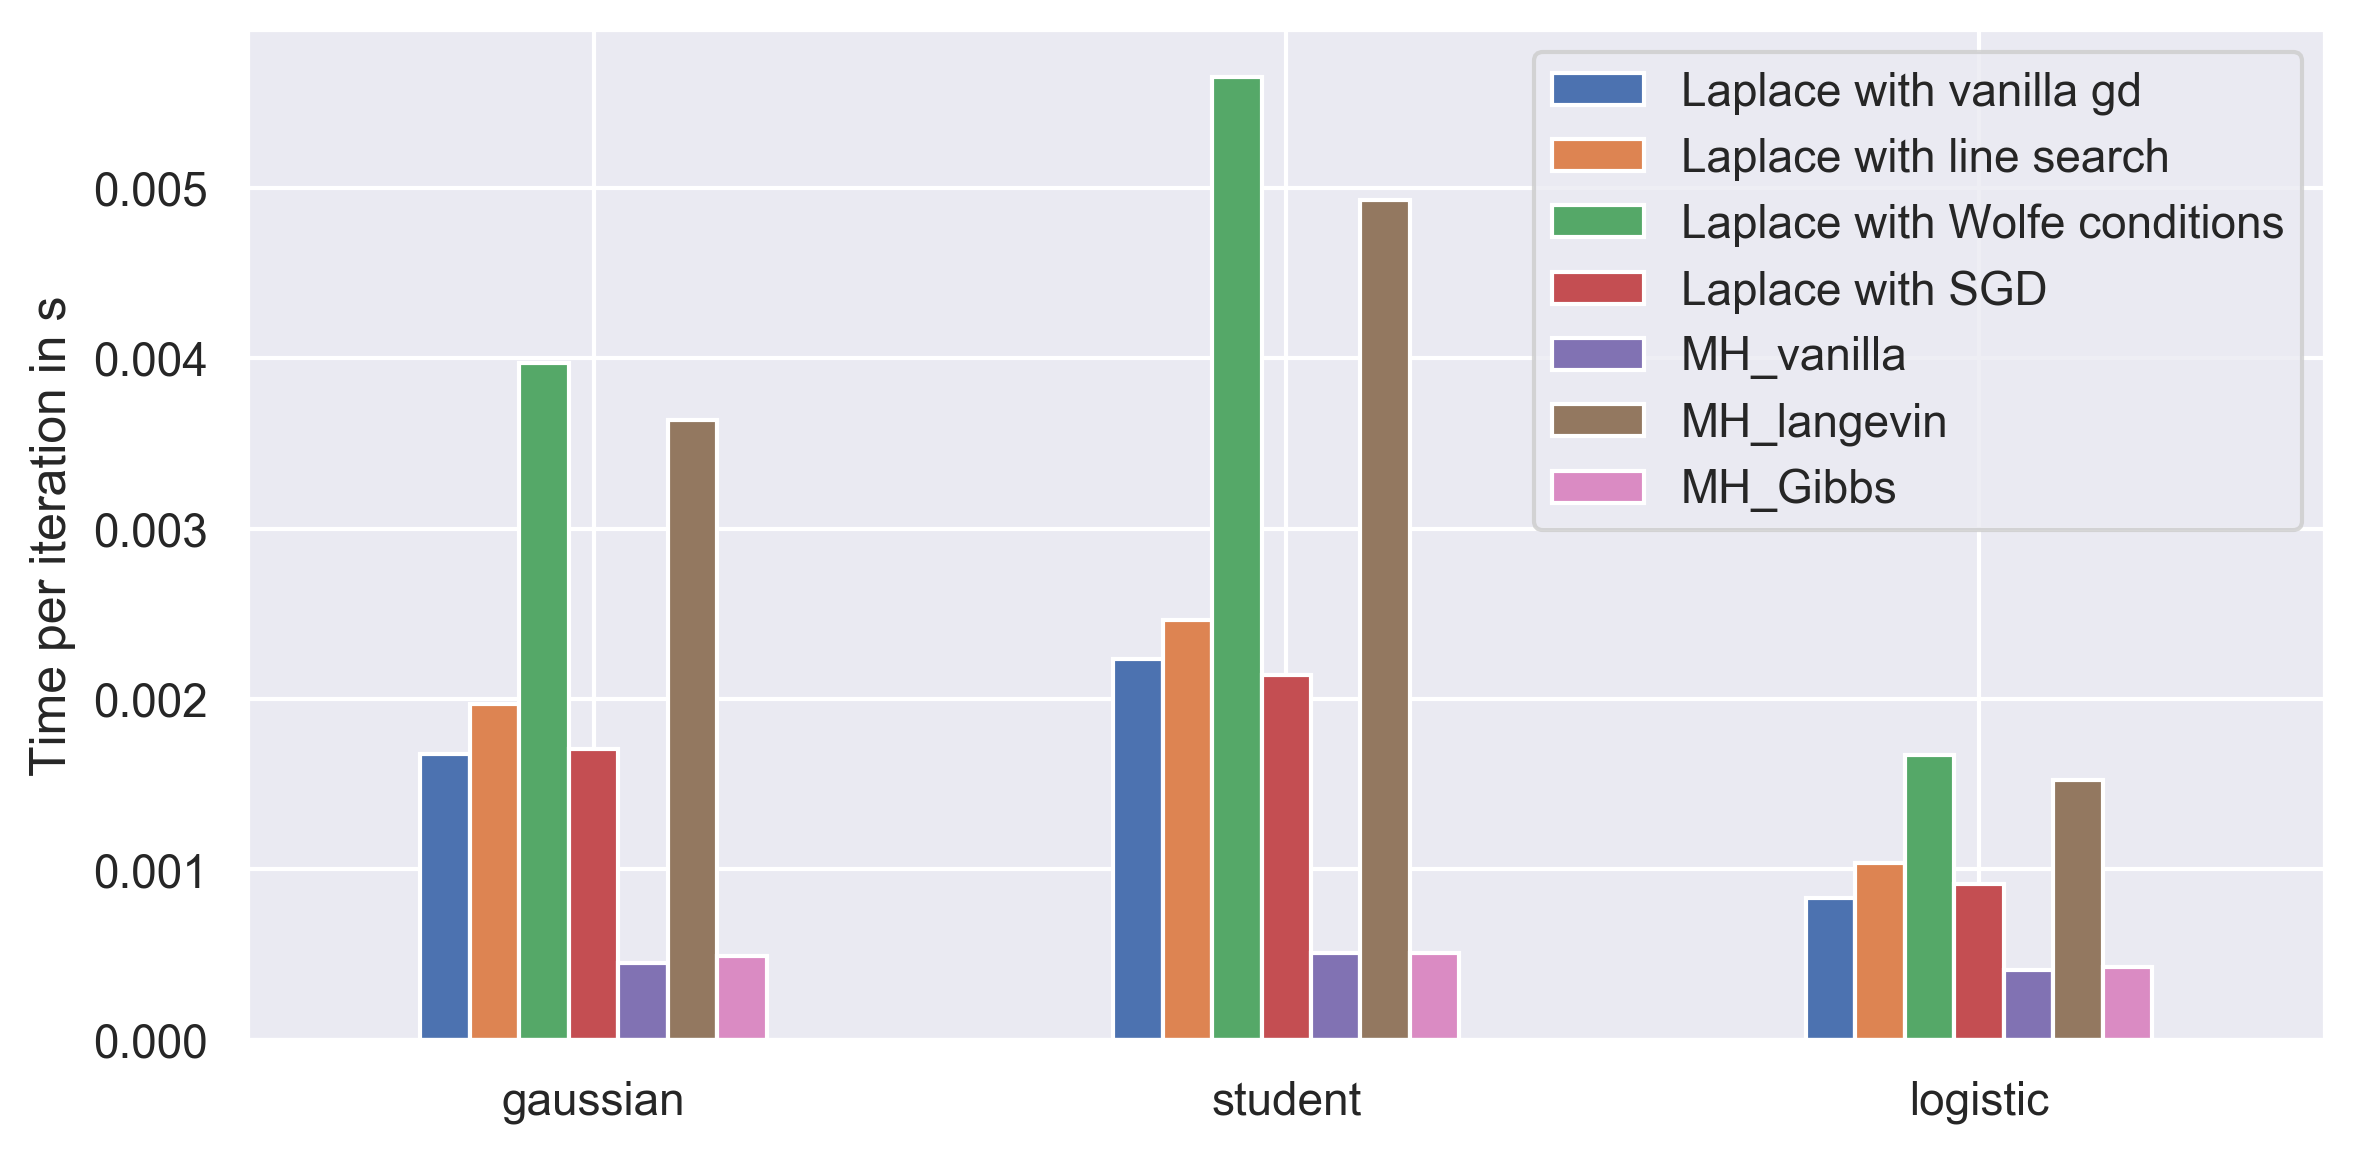 Time per iteration in s
0.005
0.004
0.003
0.002
0.001
0.000
gaussian
student
logistic
Laplace with vanilla gd
Laplace with line search
Laplace with Wolfe conditions
Laplace with SGD
MH_vanilla
MH_langevin
MH_Gibbs